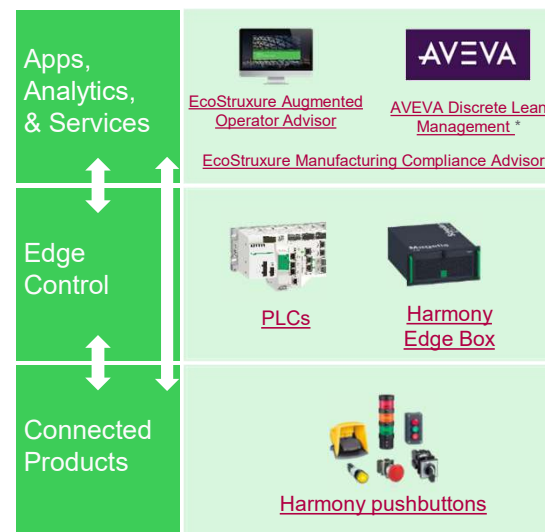 Apps,
Analytics,
& Services
AVEVA
EcoStruxure Augmented
Operator Advisor
AVEVA Discrete Lean
Management *
EcoStruxure Manufacturing Compliance Advisor
Edge
Control
Magelis
PLCs
Harmony
Edge Box
Connected
Products
Harmony pushbuttons